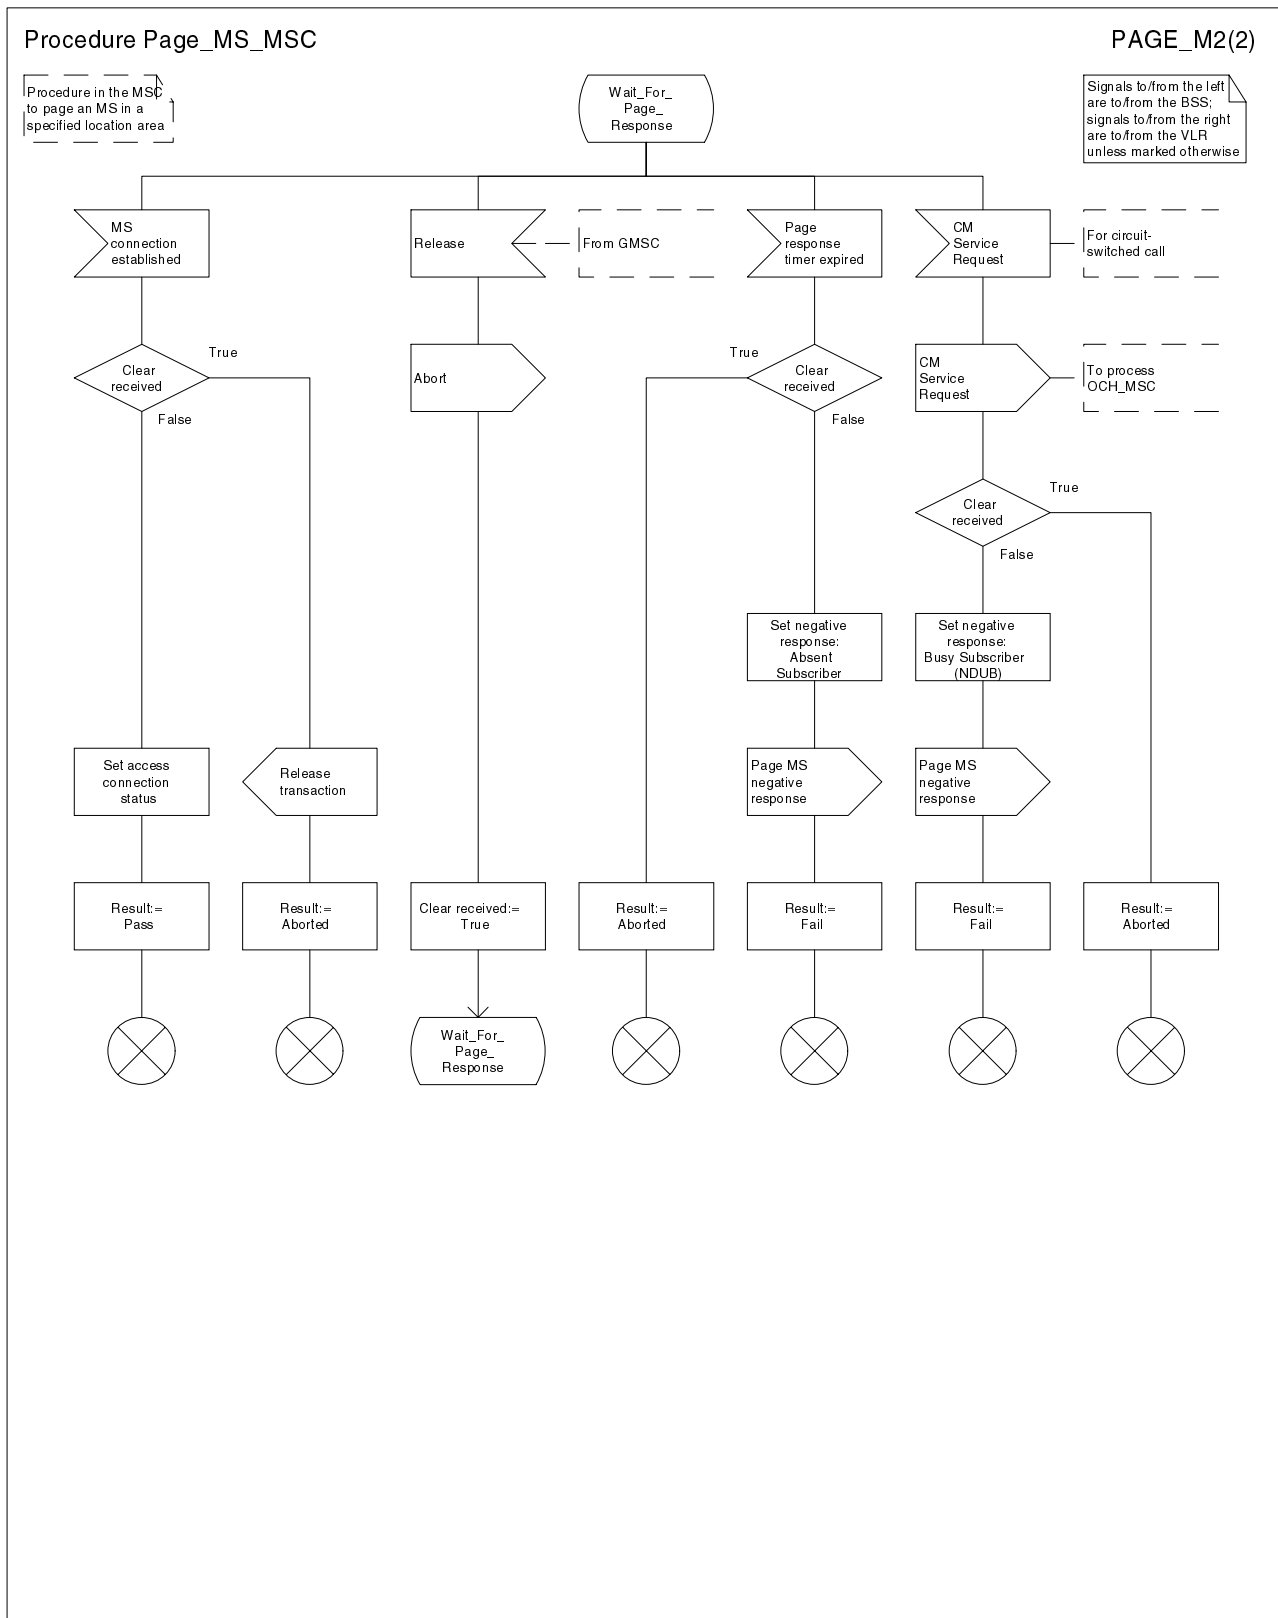 Procedure Page_MS_MSC
PAGE_M2(2)
Procedure in the MSC
to page an MS in a
specified location area
Wait_For_
Page_
Response
Signals to/from the left
are to/from the BSS;
signals to/from the right
are to/from the VLR
unless marked otherwise
MS
connection
established
Release
From GMSC
Page
response
timer expired
CM
Service
Request
For circuit-
switched call
Clear
received
True
False
Abort
True
Clear
received
False
CM
Service
Request
To process
OCH_MSC
Clear
received
True
False
Set negative
response:
Absent
Subscriber
Set negative
response:
Busy Subscriber
(NDUB)
Set access
connection
status
Release
transaction
Page MS
negative
response
Page MS
negative
response
Result:=
Pass
Result:=
Aborted
Clear received:=
True
Result:=
Aborted
Result:=
Fail
Result:=
Fail
Result:=
Aborted
Wait_For_
Page_
Response